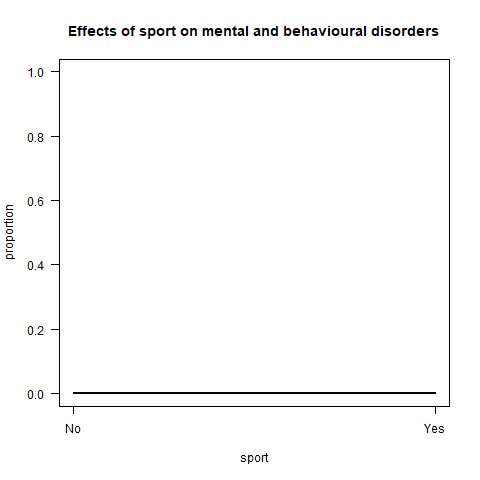 Effects of sport on mental and behavioural disorders
1.0
0.8
0.6
0.4
0.2
0.0
proportion
No
Yes
sport